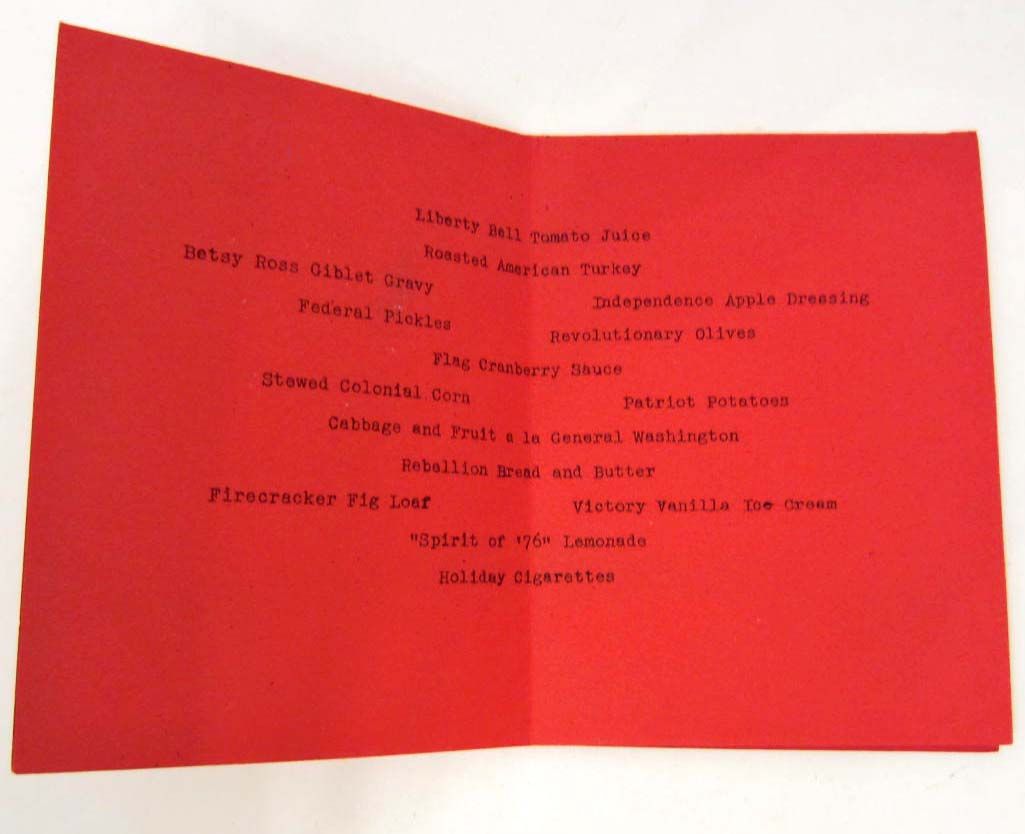 Liberty Bell Tomato Juice
Roasted American Turkey
Betsy Ross Giblet Gravy
Independence Apple Dressing
Federal Pickles
Revolutionary Olives
Flag Cranberry Sauce
Stewed Colonial Corn
Patriot Potatoes
Cabbage and Fruit a la General Washington
Rebellion Bread and Butter
Firecracker Fig Loaf
Victory Vanilla Ice Cream
"Spirit of '76" Lemonade
Holiday Cigarettes